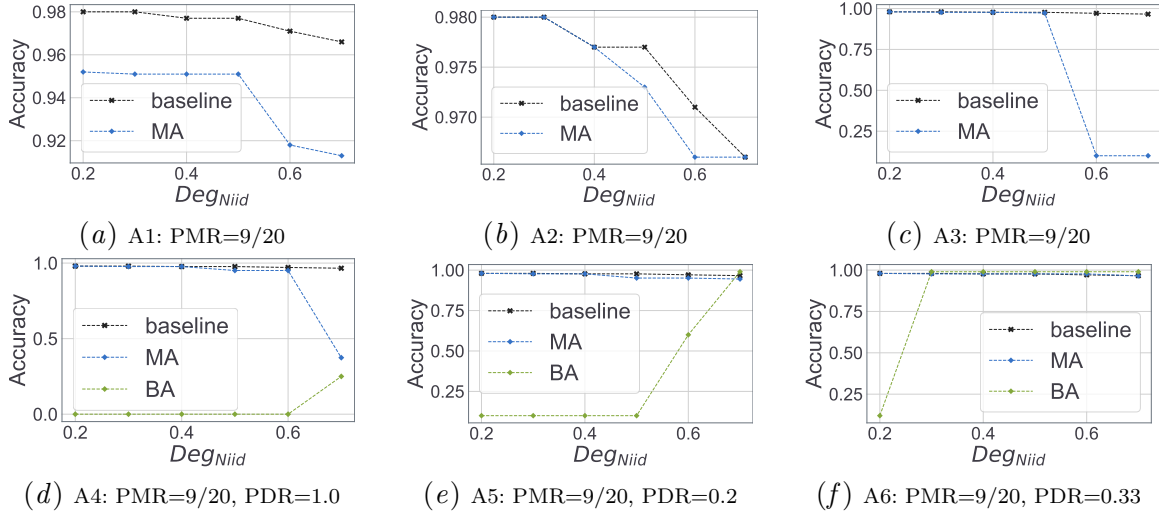 0.98
0.96
0.94
0.92
Accuracy
baseline
MA
0.2
0.4
0.6
Deg_Niid
(a) A1: PMR=9/20
0.980
0.975
0.970
Accuracy
baseline
MA
0.2
0.4
0.6
Deg_Niid
(b) A2: PMR=9/20
1.00
0.75
0.50
0.25
Accuracy
baseline
MA
0.2
0.4
0.6
Deg_Niid
(c) A3: PMR=9/20
1.0
0.5
0.0
Accuracy
baseline
MA
BA
0.2
0.4
0.6
Deg_Niid
(d) A4: PMR=9/20, PDR=1.0
1.00
0.75
0.50
0.25
Accuracy
baseline
MA
BA
0.2
0.4
0.6
Deg_Niid
(e) A5: PMR=9/20, PDR=0.2
1.00
0.75
0.50
0.25
Accuracy
baseline
MA
BA
0.2
0.4
0.6
Deg_Niid
(f) A6: PMR=9/20, PDR=0.33